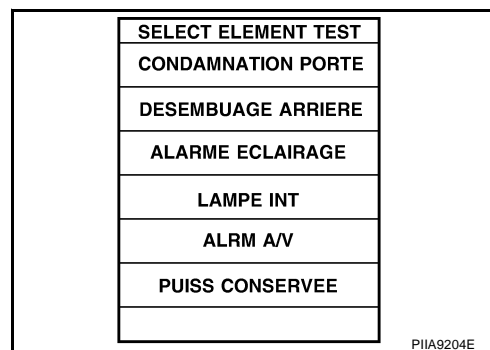 SELECT ELEMENT TEST
CONDAMNATION PORTE
DESEMBUAGE ARRIERE
ALARME ECLAIRAGE
LAMPE INT
ALRM A/V
PUISS CONSERVEE
PIIA9204E